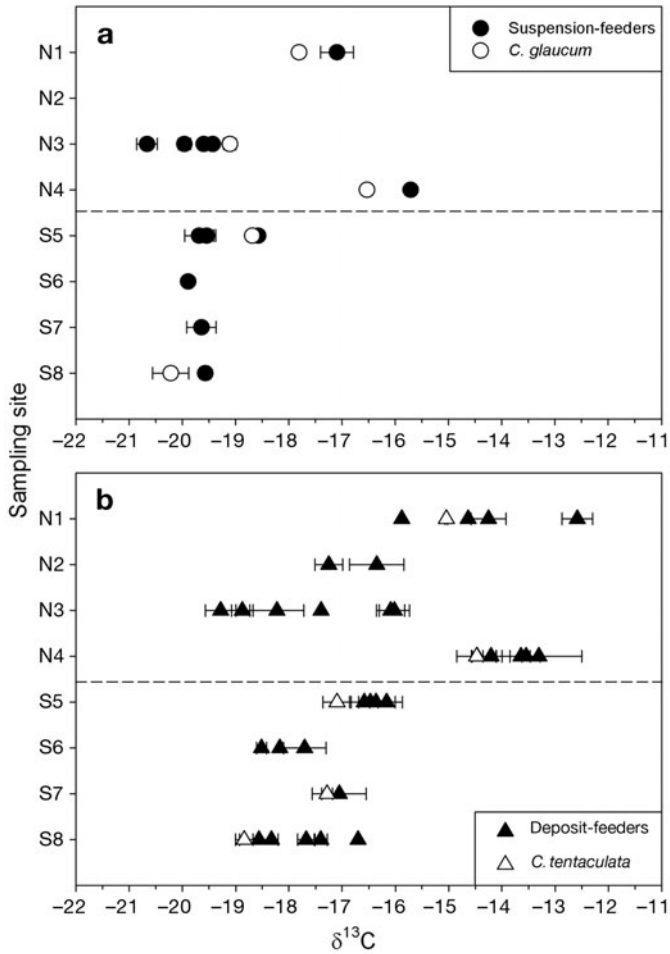 a
Suspension-feeders
C. glaucum
N1
N2
N3
N4
S5
S6
S7
S8
−22 −21 −20 −19 −18 −17 −16 −15 −14 −13 −12 −11
Sampling site
b
N1
N2
N3
N4
S5
S6
S7
S8
Deposit-feeders
C. tentaculata
−22 −21 −20 −19 −18 −17 −16 −15 −14 −13 −12 −11
δ¹³C